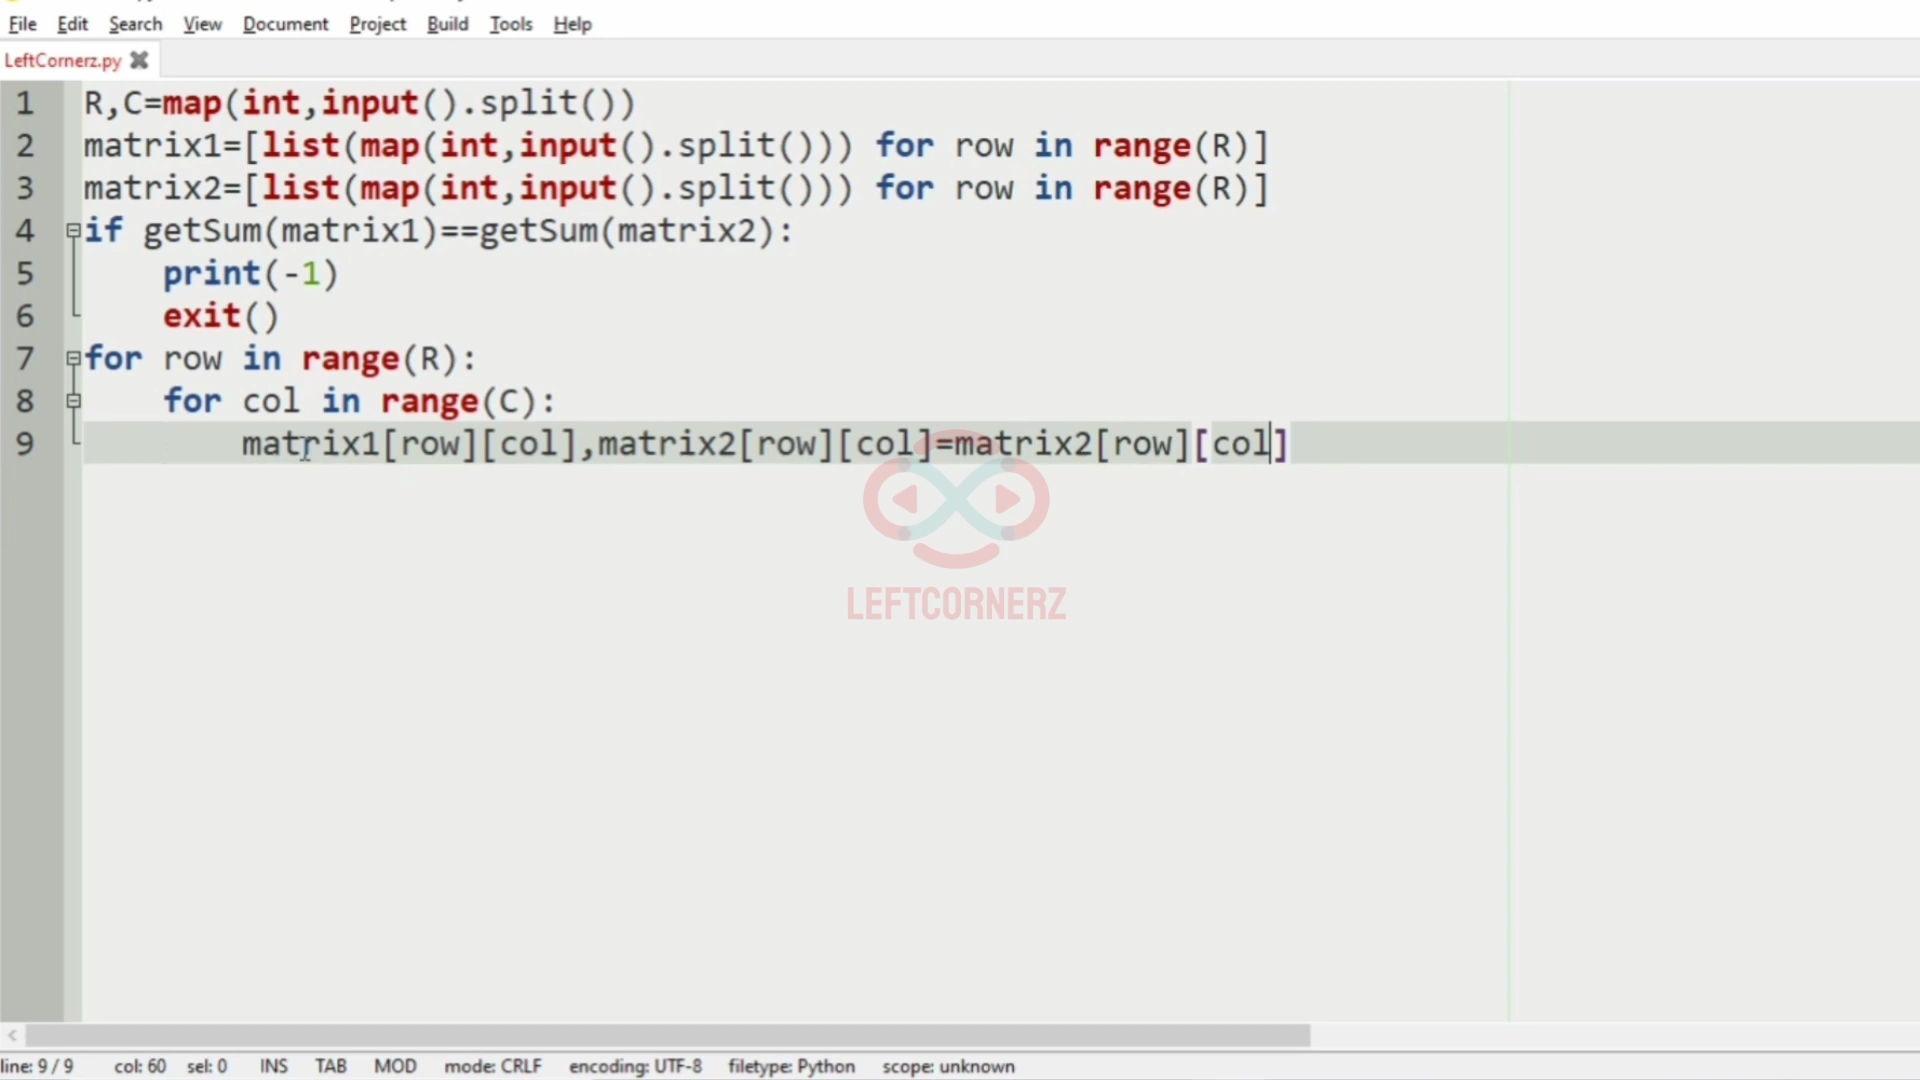 File Edit Search View Document Project Build Tools Help
LeftCornerz.py
1 R,C=map(int,input().split())
2 matrix1=[list(map(int,input().split())) for row in range(R)]
3 matrix2=[list(map(int,input().split())) for row in range(R)]
4 if getSum(matrix1)==getSum(matrix2):
5     print(-1)
6     exit()
7 for row in range(R):
8     for col in range(C):
9         matrix1[row][col],matrix2[row][col]=matrix2[row][col]
LEFTCORNERZ
line: 9 / 9 col: 60 sel: 0 INS TAB MOD mode: CRLF encoding: UTF-8 filetype: Python scope: unknown